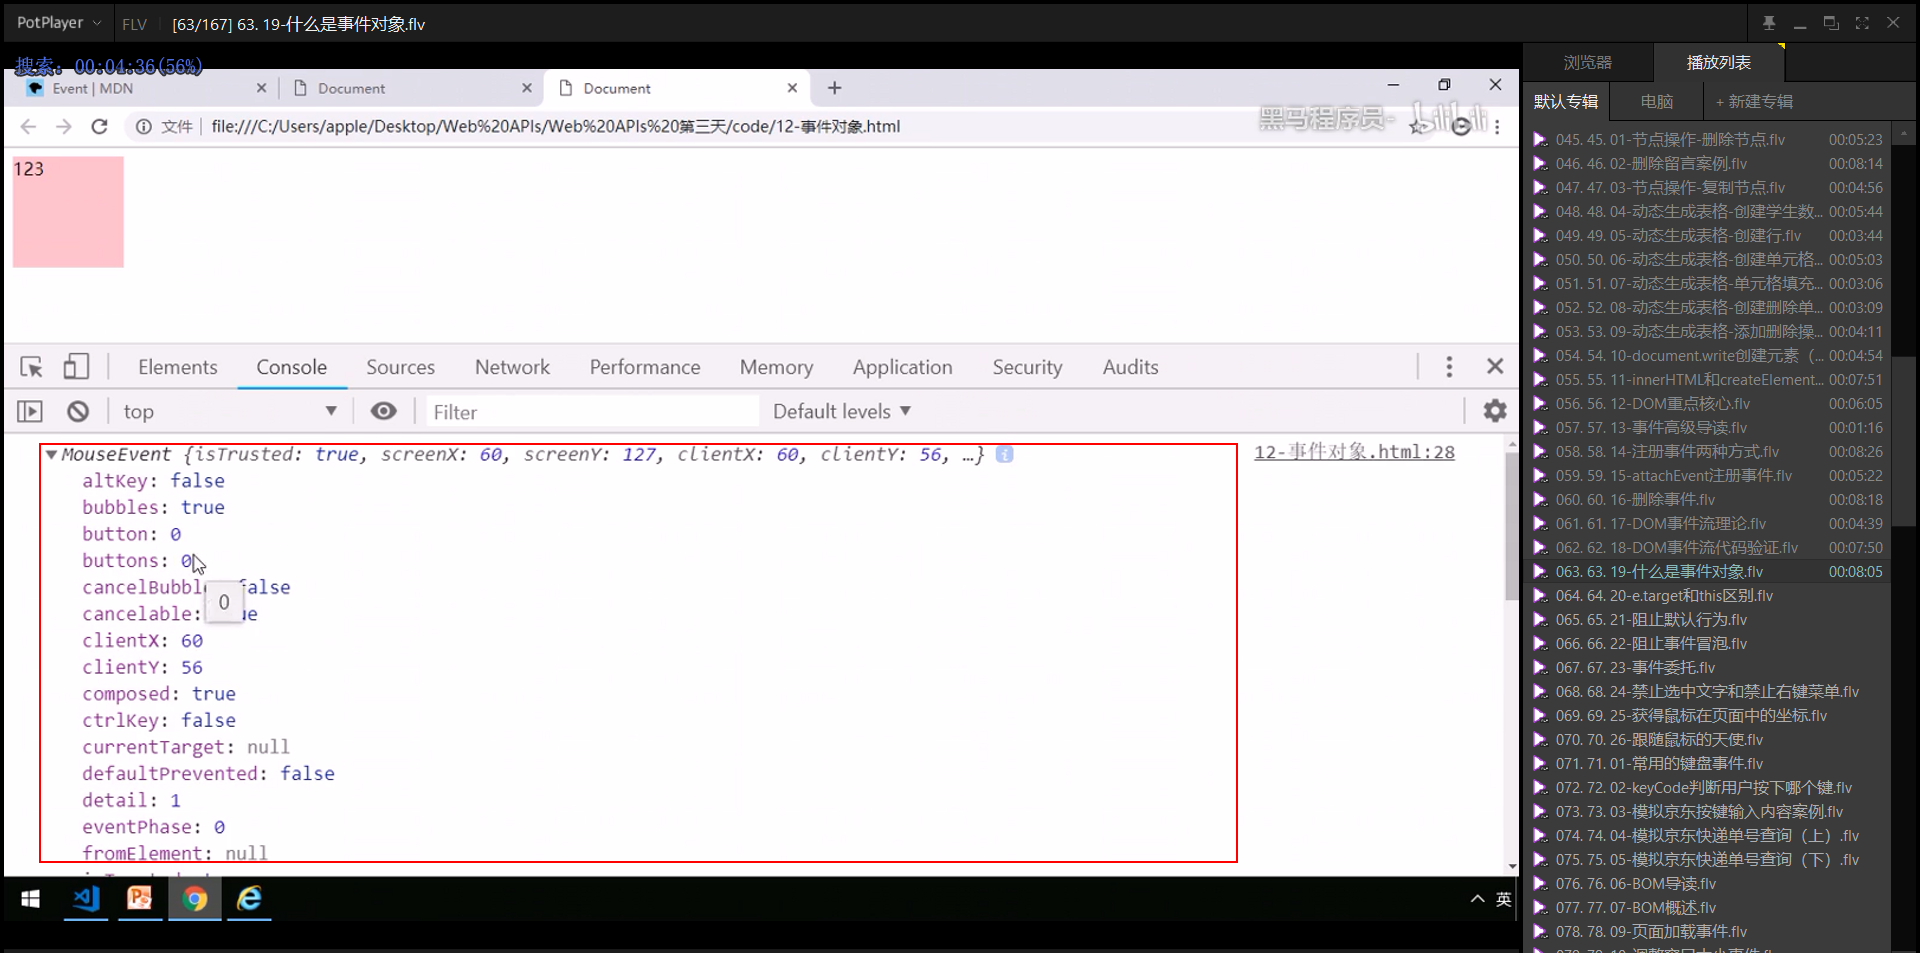 PotPlayer
FLV
[63/167] 63. 19-什么是事件对象.flv
搜索: 00:04:36(56%)
Event | MDN
Document
Document
文件
file:///C:/Users/apple/Desktop/Web%20APIs/Web%20APIs%20第三天/code/12-事件对象.html
黑马程序员-
bilibili
123
Elements
Console
Sources
Network
Performance
Memory
Application
Security
Audits
top
Filter
Default levels
MouseEvent {isTrusted: true, screenX: 60, screenY: 127, clientX: 60, clientY: 56, …}
12-事件对象.html:28
altKey: false
bubbles: true
button: 0
buttons: 0
cancelBubbl false
cancelable: ue
0
clientX: 60
clientY: 56
composed: true
ctrlKey: false
currentTarget: null
defaultPrevented: false
detail: 1
eventPhase: 0
fromElement: null
英
浏览器
播放列表
默认专辑
电脑
+ 新建专辑
045. 45. 01-节点操作-删除节点.flv 00:05:23
046. 46. 02-删除留言案例.flv 00:08:14
047. 47. 03-节点操作-复制节点.flv 00:04:56
048. 48. 04-动态生成表格-创建学生数... 00:05:44
049. 49. 05-动态生成表格-创建行.flv 00:03:44
050. 50. 06-动态生成表格-创建单元格... 00:05:03
051. 51. 07-动态生成表格-单元格填充... 00:03:06
052. 52. 08-动态生成表格-创建删除单... 00:03:09
053. 53. 09-动态生成表格-添加删除操... 00:04:11
054. 54. 10-document.write创建元素（... 00:04:54
055. 55. 11-innerHTML和createElement... 00:07:51
056. 56. 12-DOM重点核心.flv 00:06:05
057. 57. 13-事件高级导读.flv 00:01:16
058. 58. 14-注册事件两种方式.flv 00:08:26
059. 59. 15-attachEvent注册事件.flv 00:05:22
060. 60. 16-删除事件.flv 00:08:18
061. 61. 17-DOM事件流理论.flv 00:04:39
062. 62. 18-DOM事件流代码验证.flv 00:07:50
063. 63. 19-什么是事件对象.flv 00:08:05
064. 64. 20-e.target和this区别.flv
065. 65. 21-阻止默认行为.flv
066. 66. 22-阻止事件冒泡.flv
067. 67. 23-事件委托.flv
068. 68. 24-禁止选中文字和禁止右键菜单.flv
069. 69. 25-获得鼠标在页面中的坐标.flv
070. 70. 26-跟随鼠标的天使.flv
071. 71. 01-常用的键盘事件.flv
072. 72. 02-keyCode判断用户按下哪个键.flv
073. 73. 03-模拟京东按键输入内容案例.flv
074. 74. 04-模拟京东快递单号查询（上）.flv
075. 75. 05-模拟京东快递单号查询（下）.flv
076. 76. 06-BOM导读.flv
077. 77. 07-BOM概述.flv
078. 78. 09-页面加载事件.flv